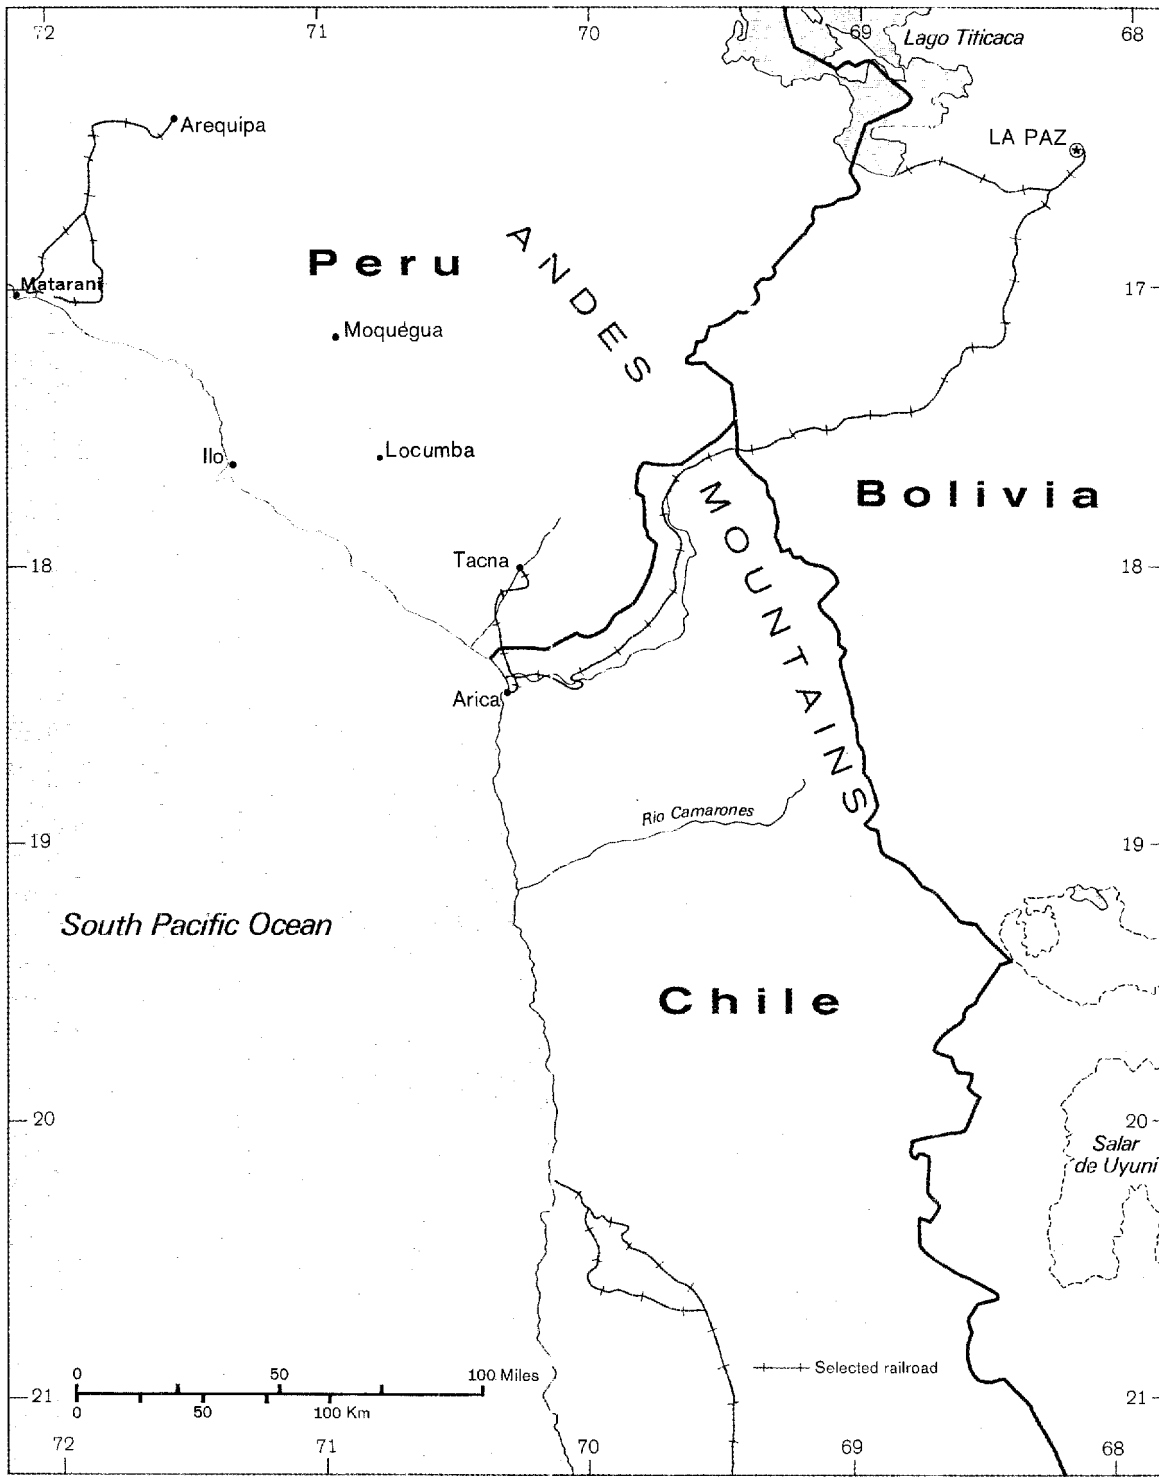 72
71
70
69
68
Lago Titicaca
Arequipa
LA PAZ
ANDES
Peru
Matarani
17
Moquégua
Ilo
Locumba
Bolivia
MOUNTAINS
18
Tacna
18
Arica
Rio Camarones
19
19
South Pacific Ocean
Chile
20
20
Salar
de Uyuni
0 50 100 Miles
Selected railroad
21
21
0 50 100 Km
72
71
70
69
68